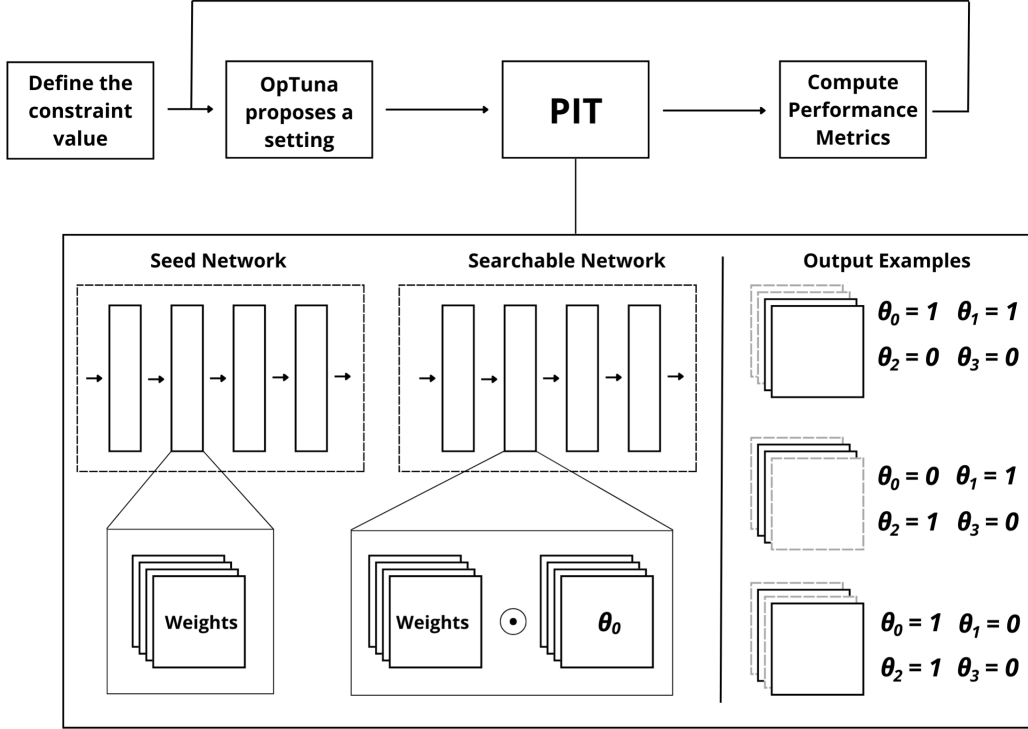 Define the
constraint
value
OpTuna
proposes a
setting
PIT
Compute
Performance
Metrics
Seed Network
Searchable Network
Output Examples
θ₀ = 1 θ₁ = 1
θ₂ = 0 θ₃ = 0
θ₀ = 0 θ₁ = 1
θ₂ = 1 θ₃ = 0
Weights
Weights
θ₀
θ₀ = 1 θ₁ = 0
θ₂ = 1 θ₃ = 0